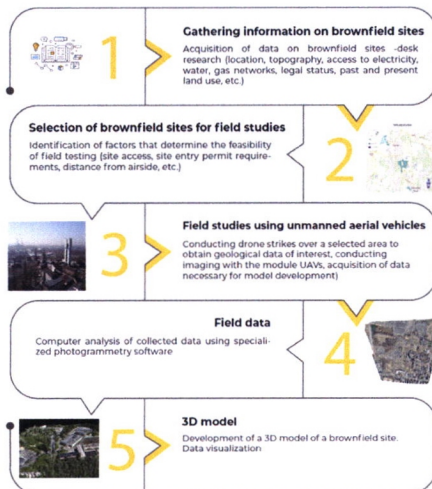 1
Gathering information on brownfield sites
Acquisition of data on brownfield sites -desk
research (location, topography, access to electricity,
water, gas networks, legal status, past and present
land use, etc.)
Selection of brownfield sites for field studies
Identification of factors that determine the feasibility
of field testing (site access, site entry permit require-
ments, distance from airside, etc.)
2
3
Field studies using unmanned aerial vehicles
Conducting drone strikes over a selected area to
obtain geological data of interest, conducting
imaging with the module UAVs, acquisition of data
necessary for model development)
Field data
Computer analysis of collected data using speciali-
zed photogrammetry software
4
5
3D model
Development of a 3D model of a brownfield site.
Data visualization